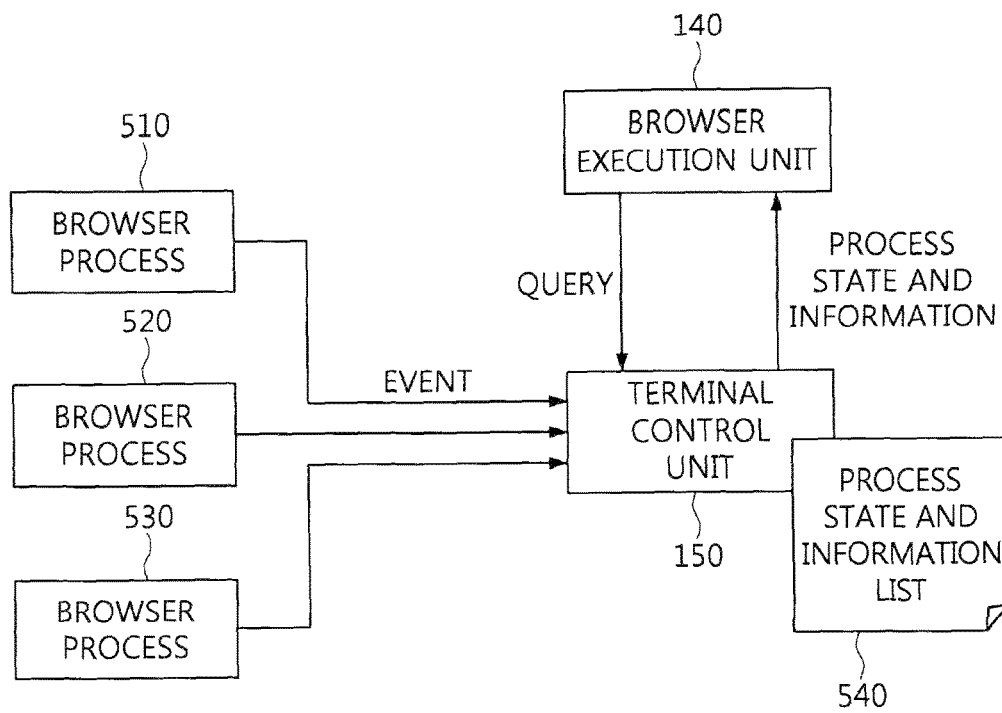 140
BROWSER
EXECUTION UNIT
510
BROWSER
PROCESS
QUERY
PROCESS
STATE AND
INFORMATION
520
BROWSER
PROCESS
EVENT
TERMINAL
CONTROL
UNIT
150
530
BROWSER
PROCESS
PROCESS
STATE AND
INFORMATION
LIST
540